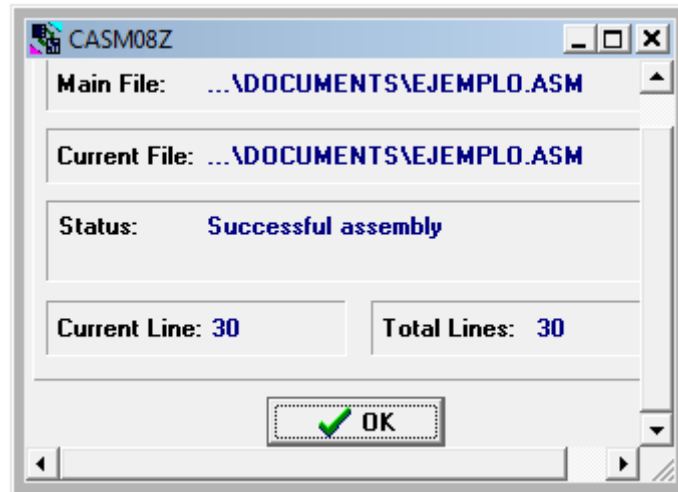 CASM08Z
Main File: ...\DOCUMENTS\EJEMPLO.ASM
Current File: ...\DOCUMENTS\EJEMPLO.ASM
Status: Successful assembly
Current Line: 30 Total Lines: 30
OK